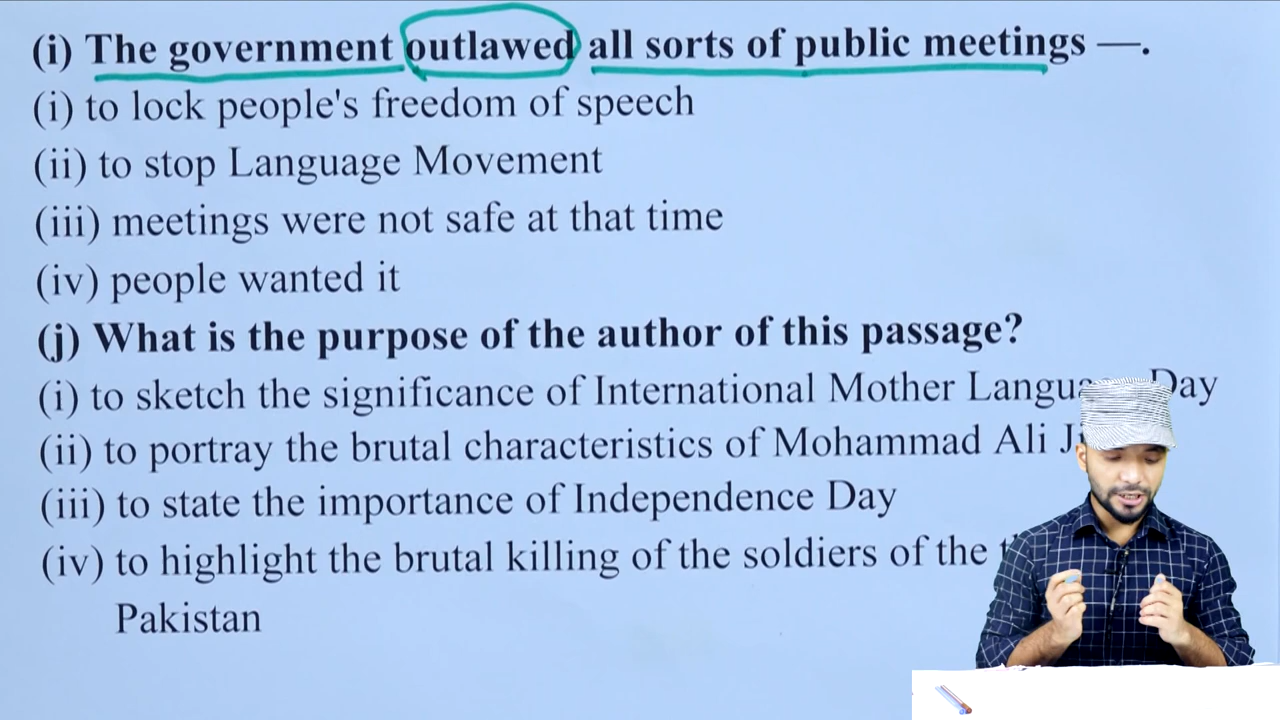 (i) The government outlawed all sorts of public meetings —.
(i) to lock people's freedom of speech
(ii) to stop Language Movement
(iii) meetings were not safe at that time
(iv) people wanted it
(j) What is the purpose of the author of this passage?
(i) to sketch the significance of International Mother Day
(ii) to portray the brutal characteristics of Mohammad Ali
(iii) to state the importance of Independence Day
(iv) to highlight the brutal killing of the soldiers of the
Pakistan